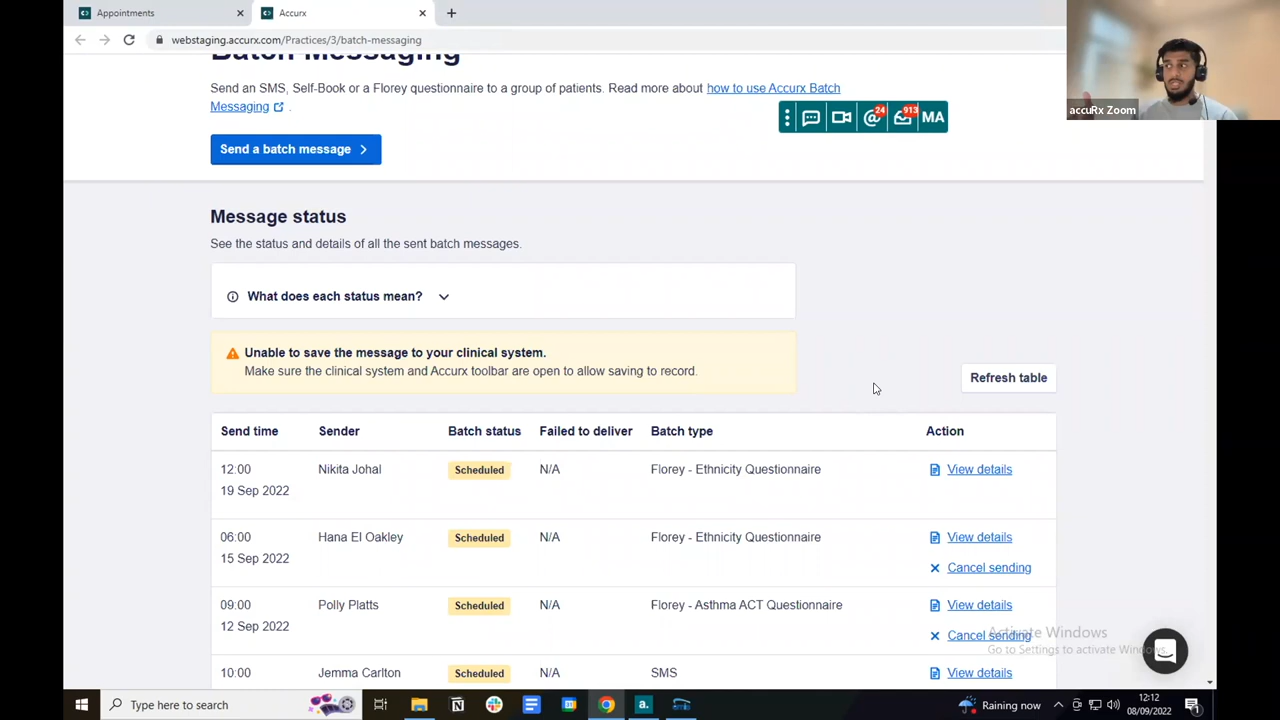 Appointments
Accurx
webstaging.accurx.com/Practices/3/batch-messaging
accuRx Zoom
Batch Messaging
Send an SMS, Self-Book or a Florey questionnaire to a group of patients. Read more about how to use Accurx Batch
Messaging .
24 913 MA
Send a batch message
Message status
See the status and details of all the sent batch messages.
What does each status mean?
Unable to save the message to your clinical system.
Make sure the clinical system and Accurx toolbar are open to allow saving to record.
Refresh table
Send time Sender Batch status Failed to deliver Batch type Action
12:00 Nikita Johal Scheduled N/A Florey - Ethnicity Questionnaire View details
19 Sep 2022
06:00 Hana El Oakley Scheduled N/A Florey - Ethnicity Questionnaire View details
15 Sep 2022
Cancel sending
09:00 Polly Platts Scheduled N/A Florey - Asthma ACT Questionnaire View details
12 Sep 2022
Cancel sending
Activate Windows
Go to Settings to activate Windows.
10:00 Jemma Carlton Scheduled N/A SMS View details
Type here to search
a.
Raining now
12:12
08/09/2022
1